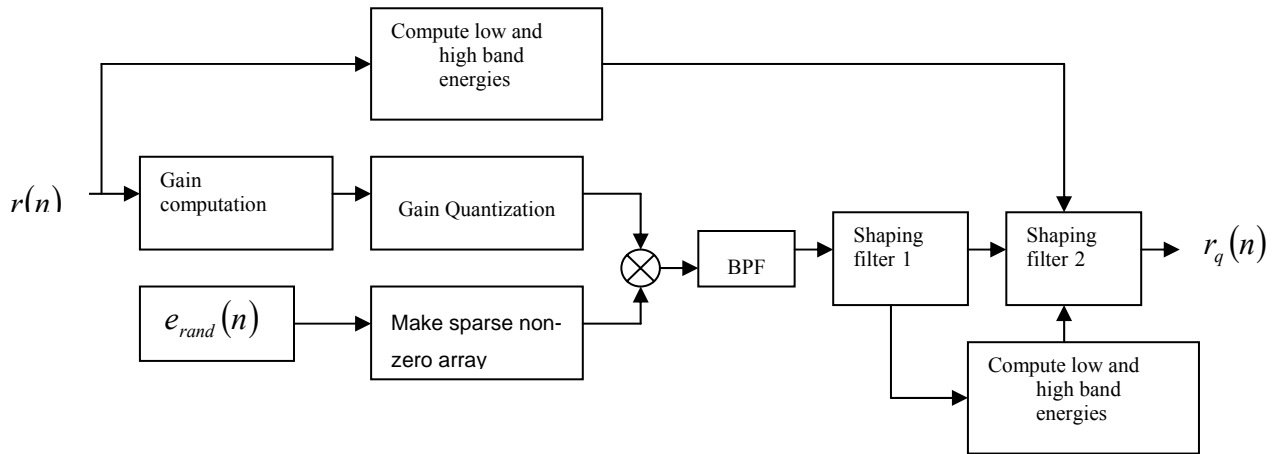 Compute low and
high band
energies
r(n)
Gain
computation
Gain Quantization
BPF
Shaping
filter 1
Shaping
filter 2
r_q(n)
e_rand(n)
Make sparse non-
zero array
Compute low and
high band
energies